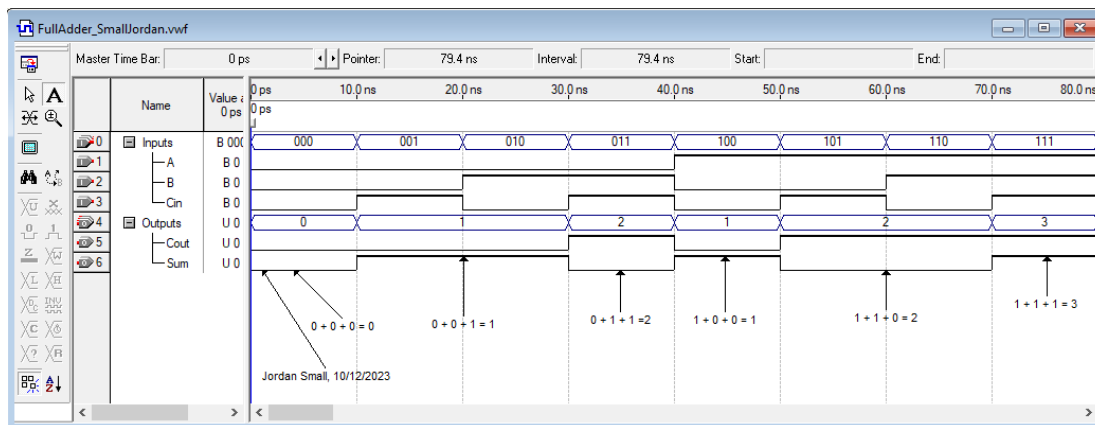 FullAdder_SmallJordan.vwf
Master Time Bar: 0 ps Pointer: 79.4 ns Interval: 79.4 ns Start: End:
A
Name Value 0 ps
0 ps 10.0 ns 20.0 ns 30.0 ns 40.0 ns 50.0 ns 60.0 ns 70.0 ns 80.0 ns
0 ps
0 Inputs B 000 000 001 010 011 100 101 110 111
1 A B 0
2 B B 0
3 Cin B 0
4 Outputs U 0 0 1 2 1 2 3
5 Cout U 0
6 Sum U 0
0 + 0 + 0 = 0
0 + 0 + 1 = 1
0 + 1 + 1 =2
1 + 0 + 0 = 1
1 + 1 + 0 = 2
1 + 1 + 1 = 3
Jordan Small, 10/12/2023